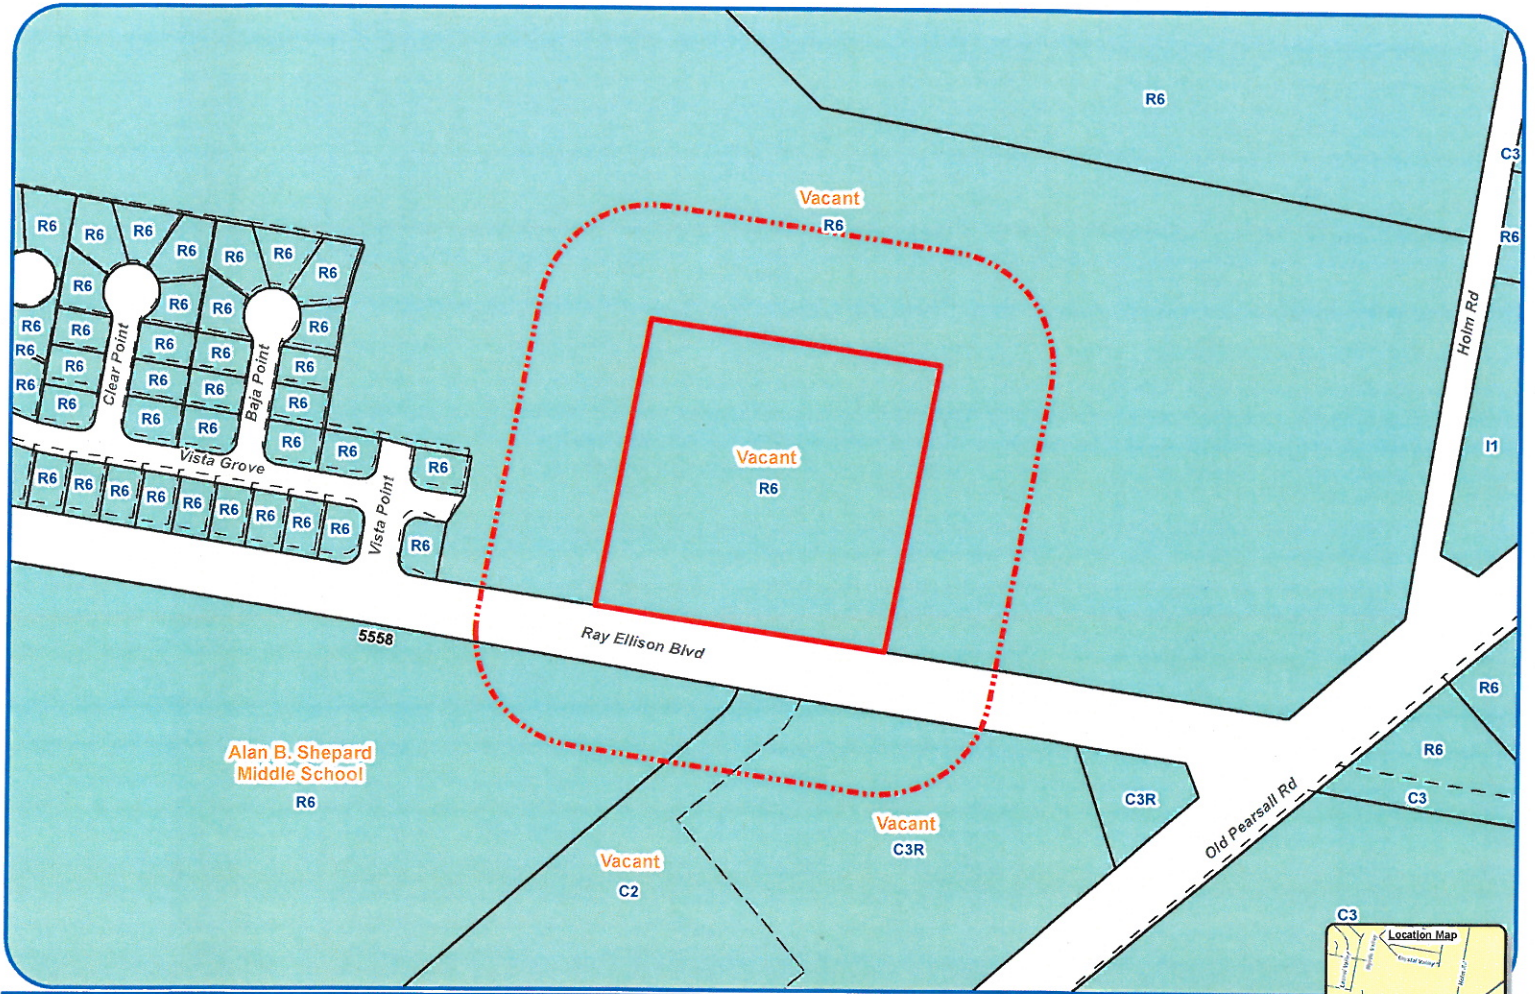 R6
C3
Vacant
R6
R6
R6
R6
R6
R6
R6
R6
R6
R6
R6
R6
R6
Holm Rd
R6
R6
R6
R6
R6
R6
R6
R6
R6
R6
R6
Clear Point
Baja Point
R6
R6
R6
R6
R6
R6
I1
Vista Grove
R6
Vacant
R6
R6
R6
R6
R6
R6
R6
R6
R6
R6
R6
Vista Point
R6
5558
Ray Ellison Blvd
R6
R6
Alan B. Shepard
Middle School
R6
C3R
C3
Old Pearsall Rd
Vacant
C3R
Vacant
C2
C3
Location Map